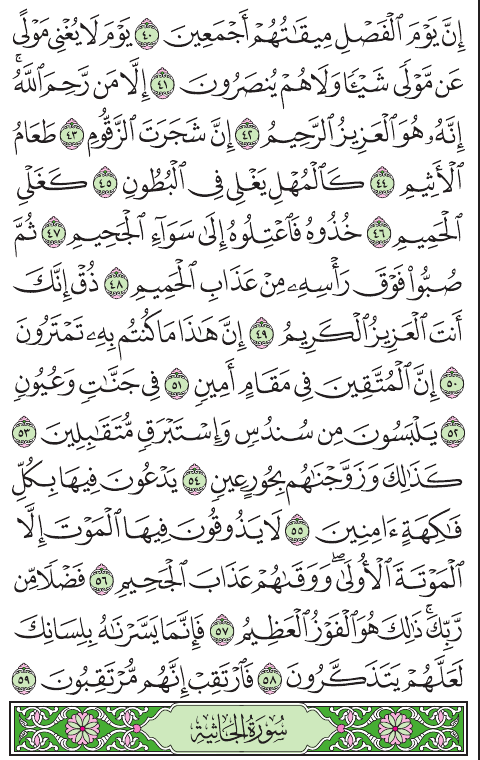 إِنَّ يَوْمَ ٱلْفَصْلِ مِيقَٰتُهُمْ أَجْمَعِينَ ٤٠ يَوْمَ لَا يُغْنِى مَوْلًى
عَن مَّوْلًى شَيْـًٔا وَلَا هُمْ يُنصَرُونَ ٤١ إِلَّا مَن رَّحِمَ ٱللَّهُۚ
إِنَّهُۥ هُوَ ٱلْعَزِيزُ ٱلرَّحِيمُ ٤٢ إِنَّ شَجَرَتَ ٱلزَّقُّومِ ٤٣ طَعَامُ
ٱلْأَثِيمِ ٤٤ كَٱلْمُهْلِ يَغْلِى فِى ٱلْبُطُونِ ٤٥ كَغَلْىِ
ٱلْحَمِيمِ ٤٦ خُذُوهُ فَٱعْتِلُوهُ إِلَىٰ سَوَآءِ ٱلْجَحِيمِ ٤٧ ثُمَّ
صُبُّوا۟ فَوْقَ رَأْسِهِۦ مِنْ عَذَابِ ٱلْحَمِيمِ ٤٨ ذُقْ إِنَّكَ
أَنتَ ٱلْعَزِيزُ ٱلْكَرِيمُ ٤٩ إِنَّ هَٰذَا مَا كُنتُم بِهِۦ تَمْتَرُونَ
٥٠ إِنَّ ٱلْمُتَّقِينَ فِى مَقَامٍ أَمِينٍ ٥١ فِى جَنَّٰتٍ وَعُيُونٍ
٥٢ يَلْبَسُونَ مِن سُندُسٍ وَإِسْتَبْرَقٍ مُّتَقَٰبِلِينَ ٥٣
كَذَٰلِكَ وَزَوَّجْنَٰهُم بِحُورٍ عِينٍ ٥٤ يَدْعُونَ فِيهَا بِكُلِّ
فَٰكِهَةٍ ءَامِنِينَ ٥٥ لَا يَذُوقُونَ فِيهَا ٱلْمَوْتَ إِلَّا
ٱلْمَوْتَةَ ٱلْأُولَىٰۖ وَوَقَىٰهُمْ عَذَابَ ٱلْجَحِيمِ ٥٦ فَضْلًا مِّن
رَّبِّكَۚ ذَٰلِكَ هُوَ ٱلْفَوْزُ ٱلْعَظِيمُ ٥٧ فَإِنَّمَا يَسَّرْنَٰهُ بِلِسَانِكَ
لَعَلَّهُمْ يَتَذَكَّرُونَ ٥٨ فَٱرْتَقِبْ إِنَّهُم مُّرْتَقِبُونَ ٥٩
سُورَةُ الجَاثِيَةِ